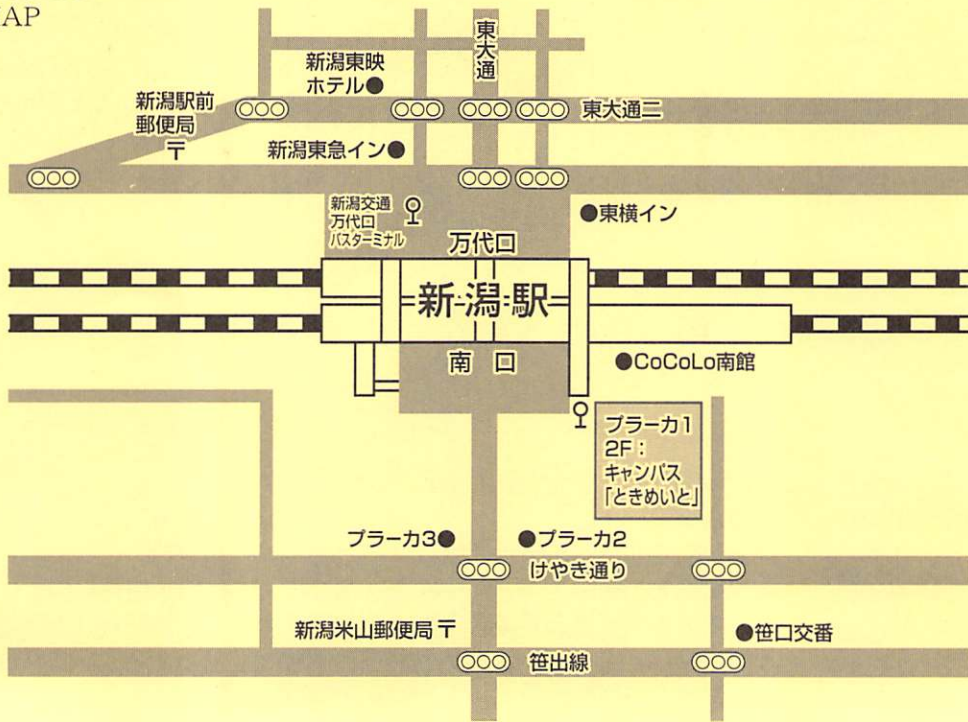 MAP
東大通
新潟東映
ホテル●
新潟駅前
郵便局
〒
東大通二
新潟東急イン●
新潟交通
万代口
バスターミナル
●東横イン
万代口
新潟駅
南口
●CoCoLo南館
プラーカ1
2F：
キャンパス
「ときめいと」
プラーカ3●
●プラーカ2
けやき通り
新潟米山郵便局〒
●笹口交番
笹出線